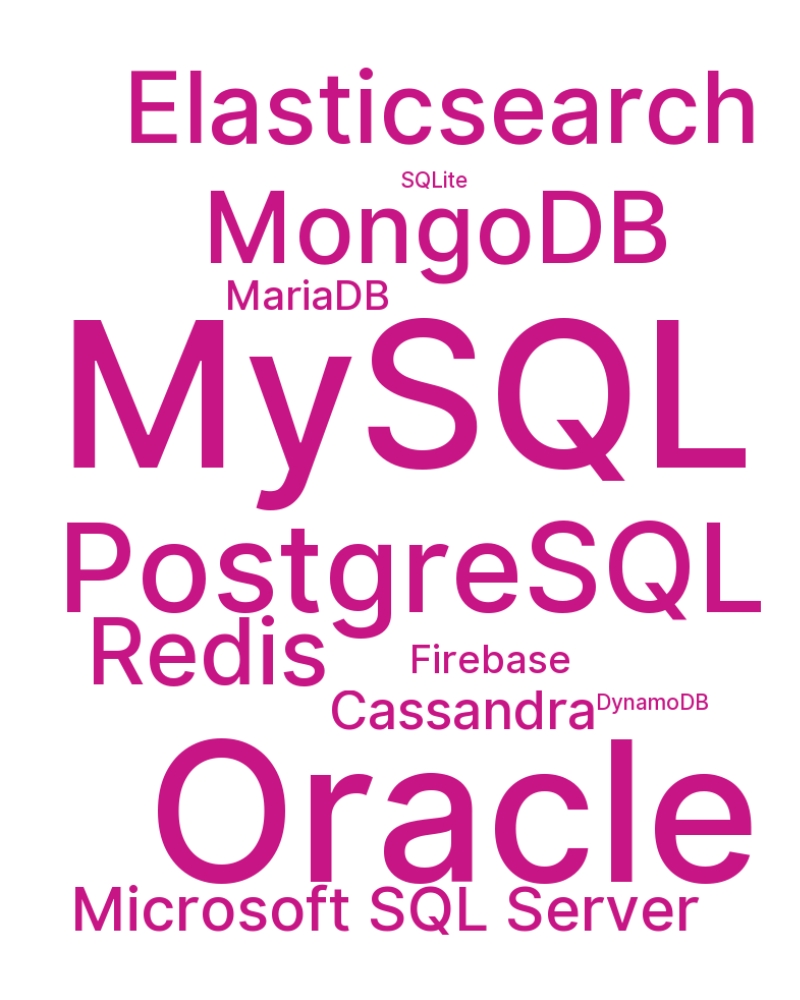 Elasticsearch
SQLite
MongoDB
MariaDB
MySQL
PostgreSQL
Redis
Firebase
Cassandra
DynamoDB
Oracle
Microsoft SQL Server